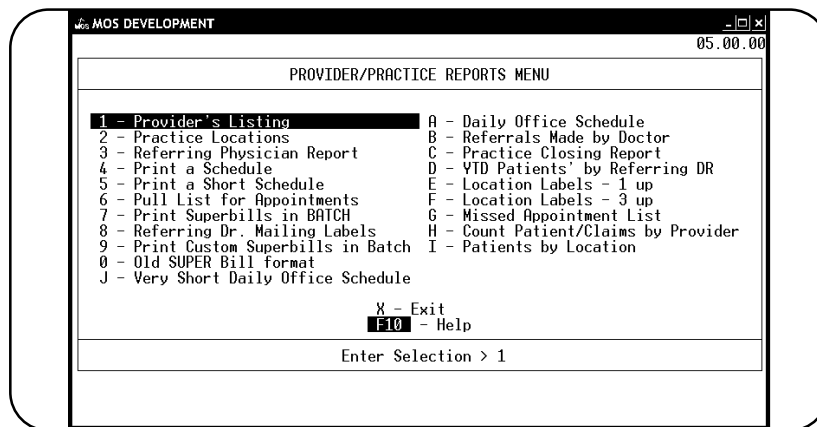 MOS MOS DEVELOPMENT
05.00.00
PROVIDER/PRACTICE REPORTS MENU
1 - Provider's Listing
2 - Practice Locations
3 - Referring Physician Report
4 - Print a Schedule
5 - Print a Short Schedule
6 - Pull List for Appointments
7 - Print Superbills in BATCH
8 - Referring Dr. Mailing Labels
9 - Print Custom Superbills in Batch
0 - Old SUPER Bill format
J - Very Short Daily Office Schedule
A - Daily Office Schedule
B - Referrals Made by Doctor
C - Practice Closing Report
D - YTD Patients' by Referring DR
E - Location Labels - 1 up
F - Location Labels - 3 up
G - Missed Appointment List
H - Count Patient/Claims by Provider
I - Patients by Location
X - Exit
F10 - Help
Enter Selection > 1